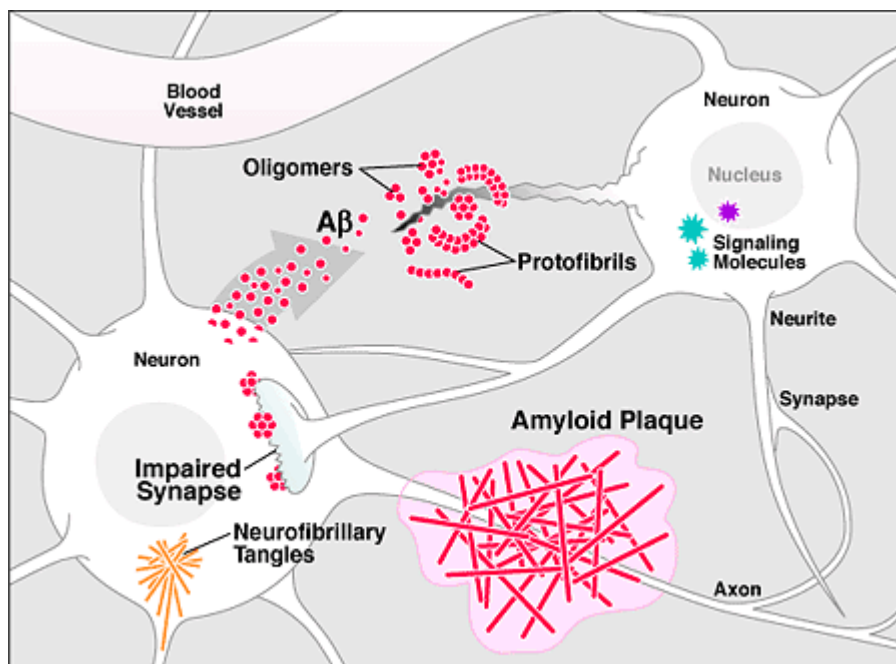 Blood
Vessel
Neuron
Oligomers
Nucleus
Aβ
Signaling
Molecules
Protofibrils
Neurite
Neuron
Synapse
Amyloid Plaque
Impaired
Synapse
Neurofibrillary
Tangles
Axon